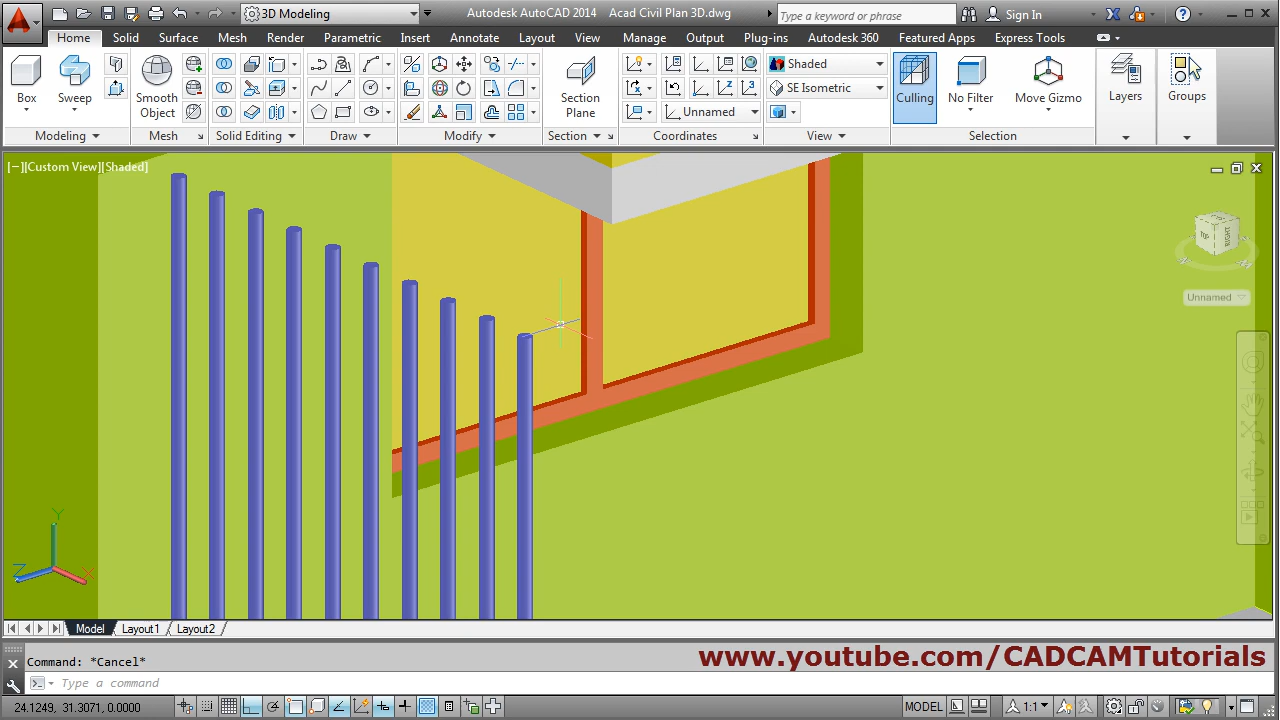 3D Modeling
Autodesk AutoCAD 2014 Acad Civil Plan 3D.dwg
Type a keyword or phrase
Sign In
Home Solid Surface Mesh Render Parametric Insert Annotate Layout View Manage Output Plug-ins Autodesk 360 Featured Apps Express Tools
Box
Sweep
Smooth Object
Section Plane
Unnamed
Shaded
SE Isometric
Culling
No Filter
Move Gizmo
Layers
Groups
Modeling Mesh Solid Editing Draw Modify Section Coordinates View Selection
[−][Custom View][Shaded]
TOP
RIGHT
Unnamed
Y
Z
X
Model Layout1 Layout2
Command: *Cancel*
www.youtube.com/CADCAMTutorials
Type a command
24.1249, 31.3071, 0.0000
MODEL
1:1